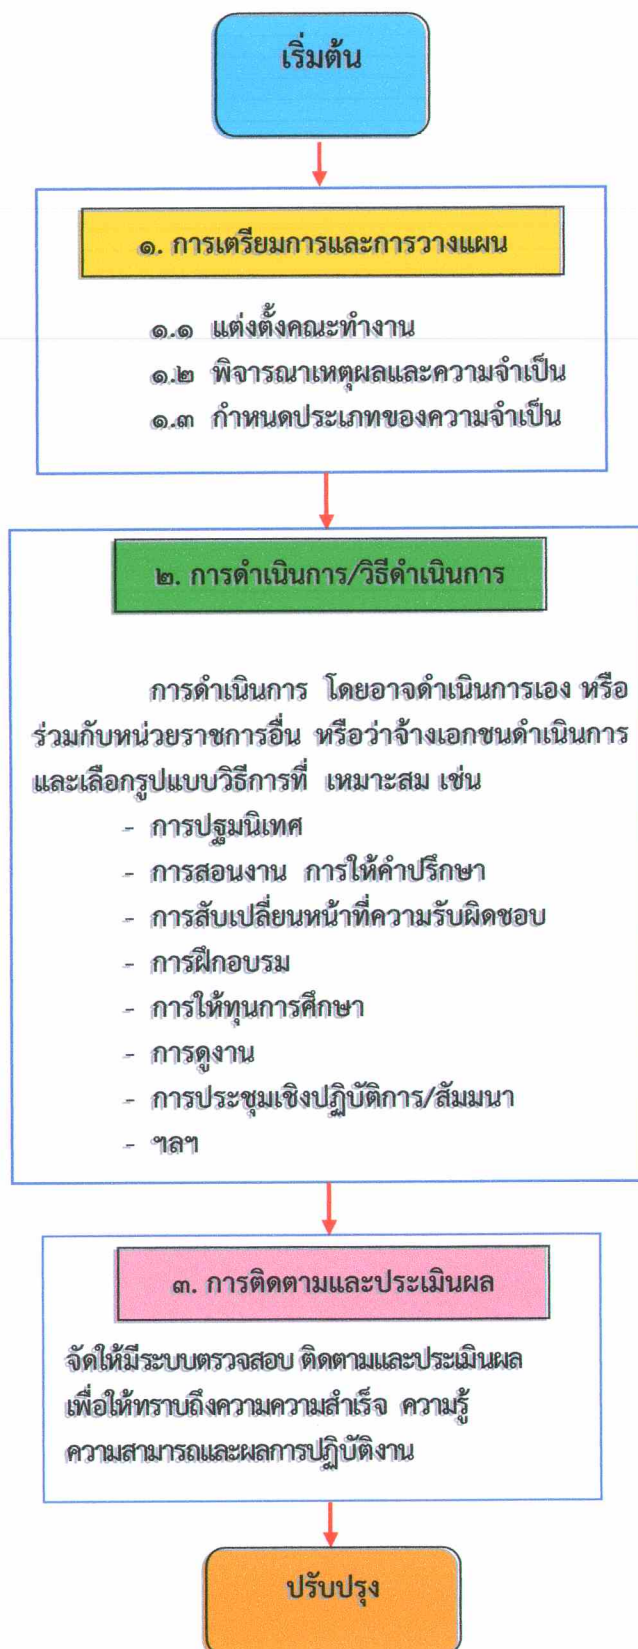 เริ่มต้น
๑. การเตรียมการและการวางแผน
๑.๑ แต่งตั้งคณะทำงาน
๑.๒ พิจารณาเหตุผลและความจำเป็น
๑.๓ กำหนดประเภทของความจำเป็น
๒. การดำเนินการ/วิธีดำเนินการ
การดำเนินการ โดยอาจดำเนินการเอง หรือ
ร่วมกับหน่วยราชการอื่น หรือว่าจ้างเอกชนดำเนินการ
และเลือกรูปแบบวิธีการที่ เหมาะสม เช่น
- การปฐมนิเทศ
- การสอนงาน การให้คำปรึกษา
- การสับเปลี่ยนหน้าที่ความรับผิดชอบ
- การฝึกอบรม
- การให้ทุนการศึกษา
- การดูงาน
- การประชุมเชิงปฏิบัติการ/สัมมนา
- ฯลฯ
๓. การติดตามและประเมินผล
จัดให้มีระบบตรวจสอบ ติดตามและประเมินผล
เพื่อให้ทราบถึงความความสำเร็จ ความรู้
ความสามารถและผลการปฏิบัติงาน
ปรับปรุง